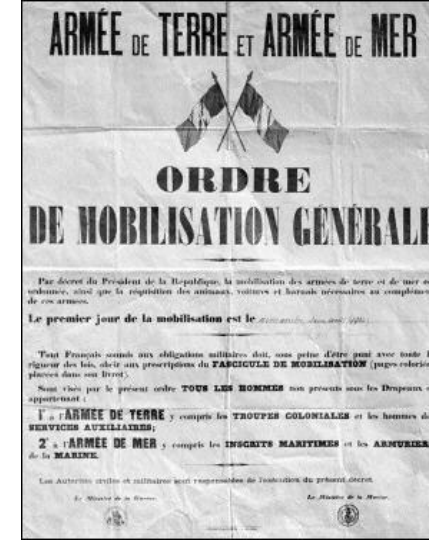 ARMÉE DE TERRE ET ARMÉE DE MER
ORDRE
DE MOBILISATION GÉNÉRALE
Par décret du Président de la République, la mobilisation des armées de terre et de mer est
ordonnée, ainsi que la réquisition des animaux, voitures et harnais nécessaires au complément
de ces armées.
Le premier jour de la mobilisation est le
Tout Français soumis aux obligations militaires doit, sous peine d'être puni avec toute la
rigueur des lois, obéir aux prescriptions du FASCICULE DE MOBILISATION (pages coloriées
placées dans son livret).
Sont visés par le présent ordre TOUS LES HOMMES non présents sous les Drapeaux et
appartenant :
1° à l'ARMÉE DE TERRE y compris les TROUPES COLONIALES et les hommes des
SERVICES AUXILIAIRES;
2° à l'ARMÉE DE MER y compris les INSCRITS MARITIMES et les ARMURIERS
de la MARINE.
Les Autorités civiles et militaires sont responsables de l'exécution du présent décret.
Le Ministre de la Guerre, Le Ministre de la Marine,